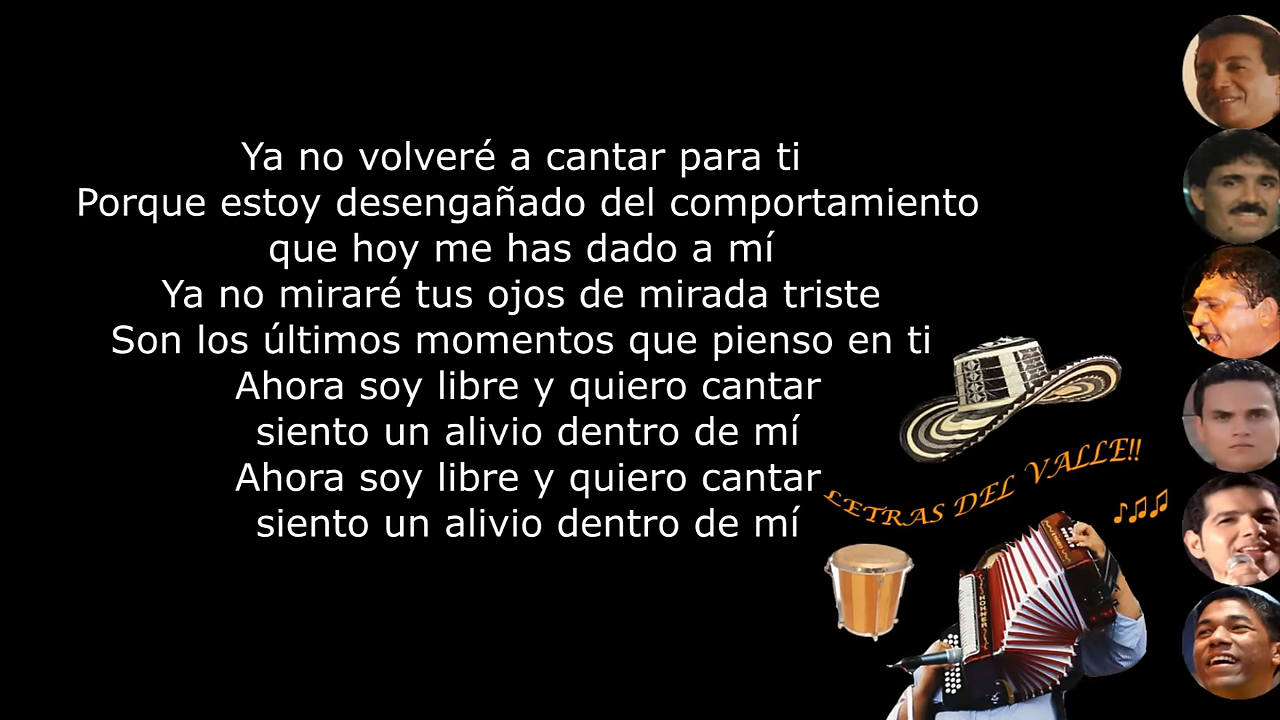 Ya no volveré a cantar para ti
Porque estoy desengañado del comportamiento
que hoy me has dado a mí
Ya no miraré tus ojos de mirada triste
Son los últimos momentos que pienso en ti
Ahora soy libre y quiero cantar
siento un alivio dentro de mí
Ahora soy libre y quiero cantar
siento un alivio dentro de mí
LETRAS DEL VALLE!!
HOHNER